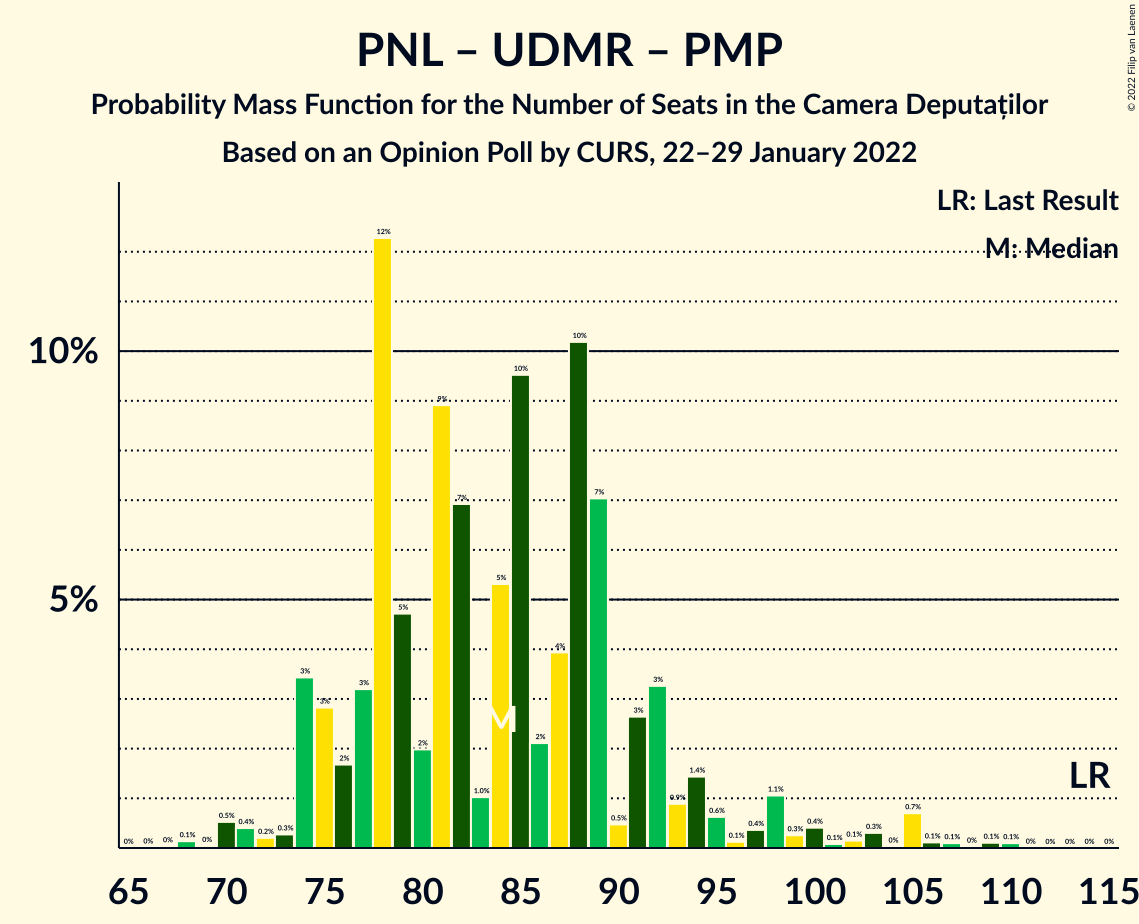 PNL – UDMR – PMP
Probability Mass Function for the Number of Seats in the Camera Deputaților
Based on an Opinion Poll by CURS, 22–29 January 2022
© 2022 Filip van Laenen
LR: Last Result
M: Median
10%
5%
0% 0% 0% 0.1% 0% 0.5% 0.4% 0.2% 0.3% 3% 3% 2% 3% 12% 5% 2% 9% 7% 1.0% 5% 10% 2% 4% 10% 7% 0.5% 3% 3% 0.9% 1.4% 0.6% 0.1% 0.4% 1.1% 0.3% 0.4% 0.1% 0.1% 0.3% 0% 0.7% 0.1% 0.1% 0% 0.1% 0.1% 0% 0% 0% 0% 0%
M
LR
65 70 75 80 85 90 95 100 105 110 115